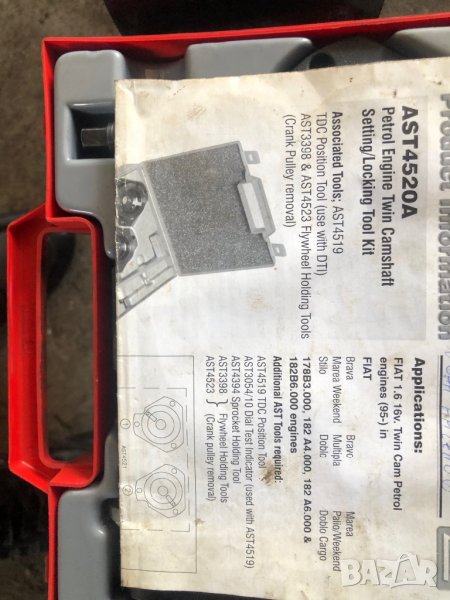 Product Information
AST4520A
Petrol Engine Twin Camshaft
Setting/Locking Tool Kit
Associated Tools; AST4519
TDC Position Tool (use with DTI)
AST3398 & AST4523 Flywheel Holding Tools
(Crank Pulley removal)
Applications:
FIAT 1.6 16v. Twin Cam Petrol
engines (95-) in
FIAT
Brava Bravo Marea
Marea Weekend Multipla Palio/Weekend
Stilo Doblo Doblo Cargo
178B3.000, 182 A4.000, 182 A6.000 &
182B6.000 engines
Additional AST Tools required:
AST4519 TDC Position Tool
AST3054/10 Dial Test Indicator (used with AST4519)
AST4394 Sprocket Holding Tool
AST3398 } Flywheel Holding Tools
AST4523 } (Crank pulley removal)
1
2
BAZAR.bg